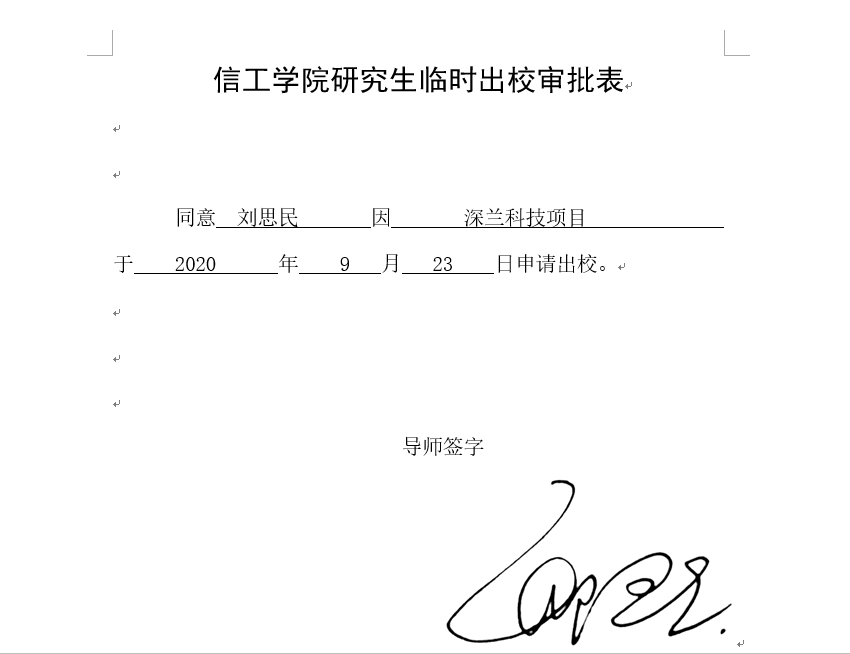 信工学院研究生临时出校审批表
同意 刘思民 因 深兰科技项目
于 2020 年 9 月 23 日申请出校。
导师签字